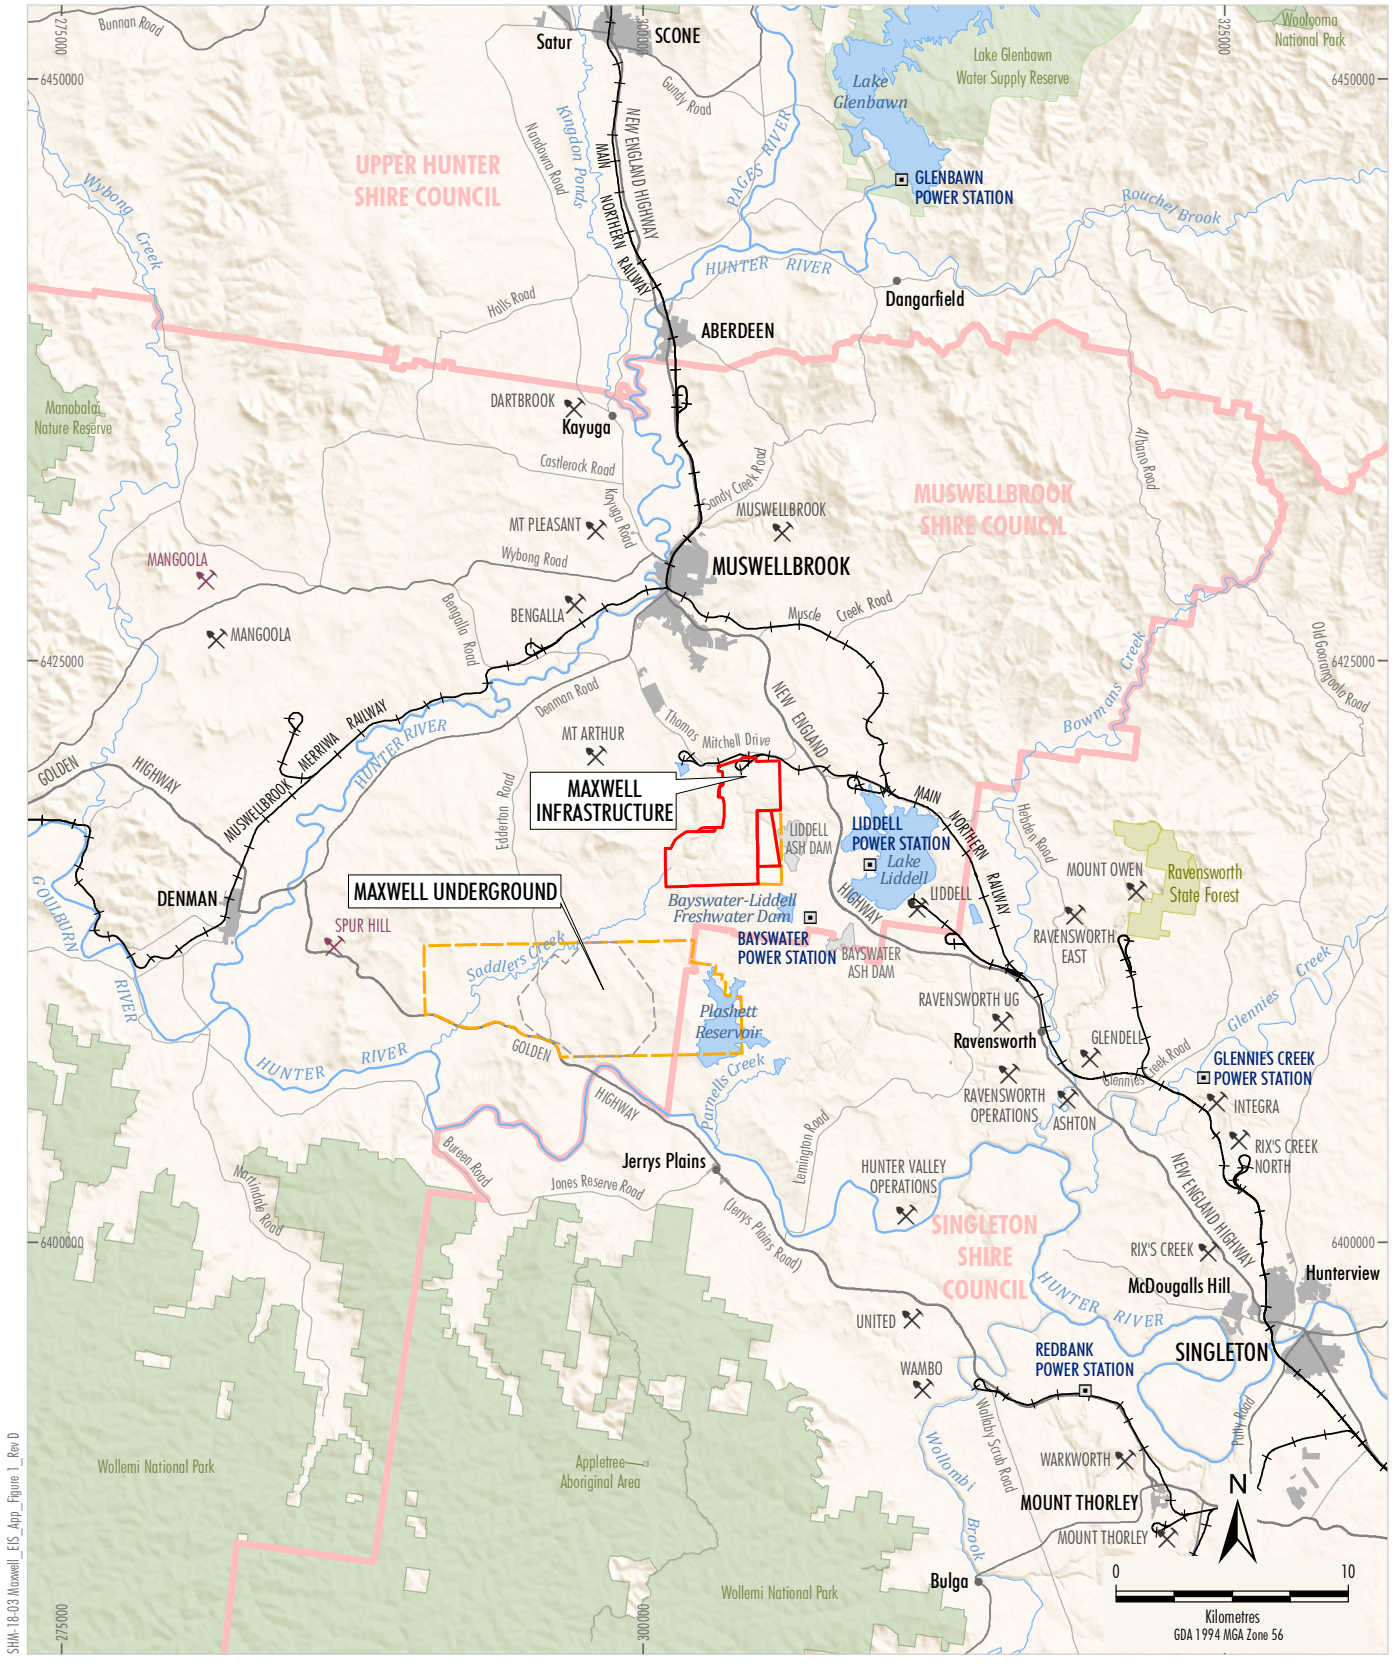 275000
300000
325000
Bunnan Road
Satur
SCONE
Woolooma
National Park
6450000
6450000
Lake Glenbawn
Water Supply Reserve
Lake
Glenbawn
Gundy Road
Kingdon Ponds
Nandowra Road
NEW ENGLAND HIGHWAY
MAIN
NORTHERN
RAILWAY
PAGES RIVER
UPPER HUNTER
SHIRE COUNCIL
Wybong
Creek
GLENBAWN
POWER STATION
Rouchel Brook
HUNTER RIVER
Dangarfield
Halls Road
ABERDEEN
Manobalai
Nature Reserve
DARTBROOK
Kayuga
Castlerock Road
Kayuga Road
Sandy Creek Road
Albano Road
MUSWELLBROOK
SHIRE COUNCIL
MT PLEASANT
MUSWELLBROOK
Wybong Road
MANGOOLA
MUSWELLBROOK
BENGALLA
Bengalla Road
Muscle Creek Road
MANGOOLA
6425000
6425000
Old Goorangoola Road
Bowmans Creek
Denman Road
NEW ENGLAND
HIGHWAY
MUSWELLBROOK MERRIWA RAILWAY
HUNTER RIVER
GOLDEN
HIGHWAY
MT ARTHUR
Thomas
Mitchell Drive
Edderton Road
MAXWELL
INFRASTRUCTURE
MAIN
NORTHERN
RAILWAY
Hebden Road
LIDDELL
ASH DAM
LIDDELL
POWER STATION
Lake
Liddell
MOUNT OWEN
Ravensworth
State Forest
DENMAN
MAXWELL UNDERGROUND
LIDDELL
GOULBURN
RIVER
SPUR HILL
Bayswater-Liddell
Freshwater Dam
BAYSWATER
POWER STATION
BAYSWATER
ASH DAM
RAVENSWORTH
EAST
Saddlers Creek
Glennies Creek
RAVENSWORTH UG
Plashett
Reservoir
Ravensworth
GLENDELL
HUNTER RIVER
GOLDEN
HIGHWAY
Glennies Creek Road
GLENNIES CREEK
POWER STATION
RAVENSWORTH
OPERATIONS
ASHTON
INTEGRA
Parnells Creek
Lemington Road
RIX'S CREEK
NORTH
Bureen Road
Jerrys Plains
Martindale Road
Jones Reserve Road
HUNTER VALLEY
OPERATIONS
NEW ENGLAND HIGHWAY
(Jerrys Plains Road)
SINGLETON
SHIRE
COUNCIL
6400000
6400000
RIX'S CREEK
McDougalls Hill
Hunterview
HUNTER RIVER
UNITED
SINGLETON
REDBANK
POWER STATION
WAMBO
Wallaby Scrub Road
Putty Road
Wollombi
Brook
WARKWORTH
Wollemi National Park
Appletree
Aboriginal Area
MOUNT THORLEY
N
MOUNT THORLEY
Bulga
Wollemi National Park
0
10
Kilometres
GDA 1994 MGA Zone 56
275000
300000
SHM-18-03 Maxwell_EIS_App_Figure 1_Rev D